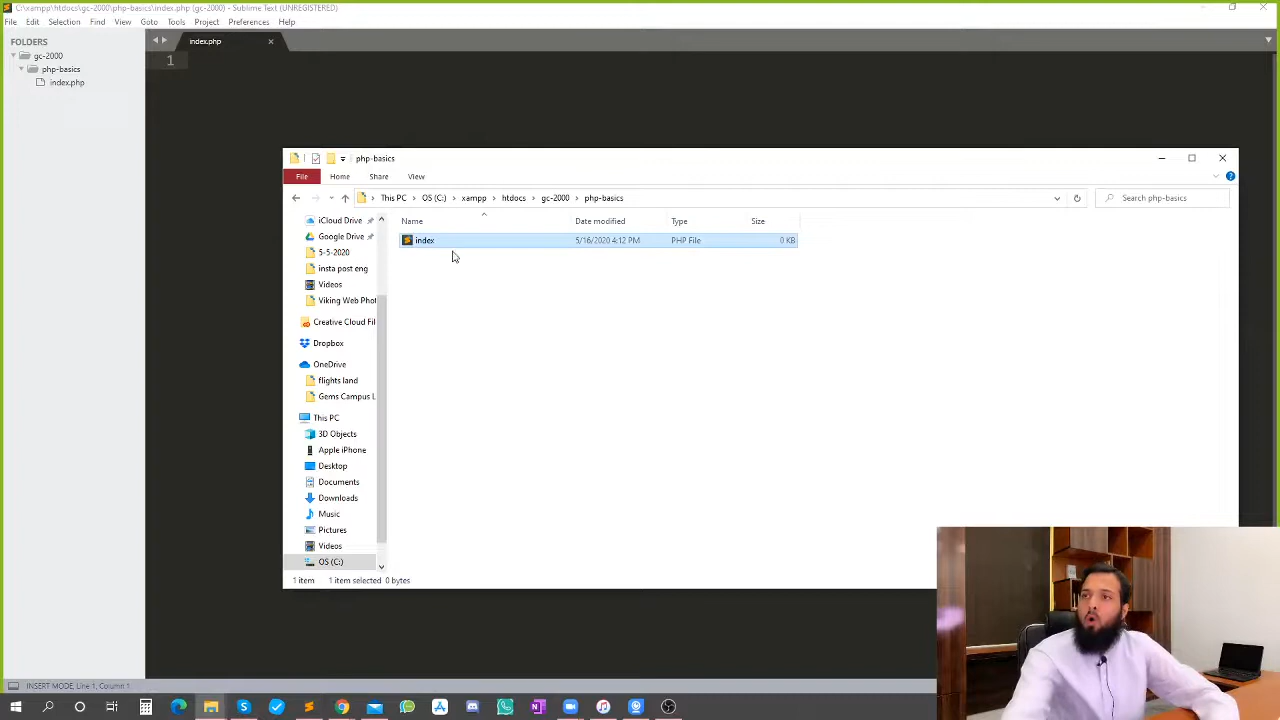 C:\xampp\htdocs\gc-2000\php-basics\index.php (gc-2000) - Sublime Text (UNREGISTERED)
File Edit Selection Find View Goto Tools Project Preferences Help
FOLDERS
gc-2000
php-basics
index.php
index.php
1
php-basics
File Home Share View
This PC > OS (C:) > xampp > htdocs > gc-2000 > php-basics
Search php-basics
Name Date modified Type Size
index 5/16/2020 4:12 PM PHP File 0 KB
iCloud Drive
Google Drive
5-5-2020
insta post eng
Videos
Viking Web Phot
Creative Cloud Fil
Dropbox
OneDrive
flights land
Gems Campus L
This PC
3D Objects
Apple iPhone
Desktop
Documents
Downloads
Music
Pictures
Videos
OS (C:)
1 item 1 item selected 0 bytes
INSERT MODE, Line 1, Column 1